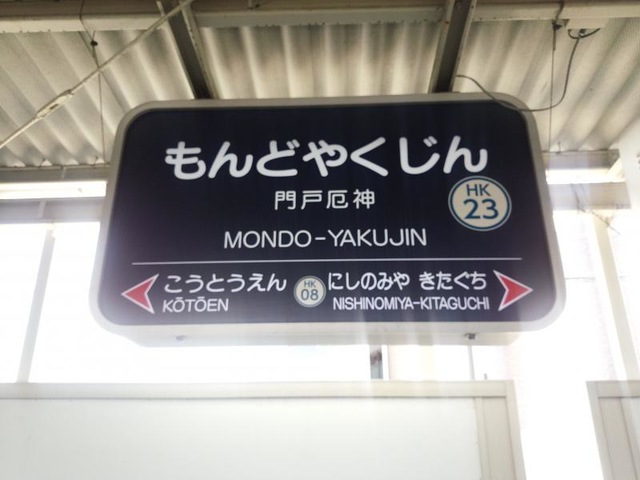 もんどやくじん
門戸厄神
HK
23
MONDO-YAKUJIN
こうとうえん
KŌTŌEN
HK
08
にしのみや きたぐち
NISHINOMIYA-KITAGUCHI